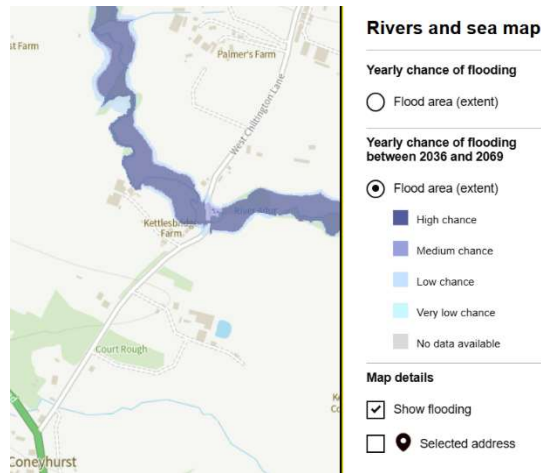 st Farm
Palmer's Farm
West Chiltington Lane
Kettlesbridge
Farm
Court Rough
Coneyhurst
Rivers and sea map
Yearly chance of flooding
Flood area (extent)
Yearly chance of flooding
between 2036 and 2069
Flood area (extent)
High chance
Medium chance
Low chance
Very low chance
No data available
Map details
Show flooding
Selected address